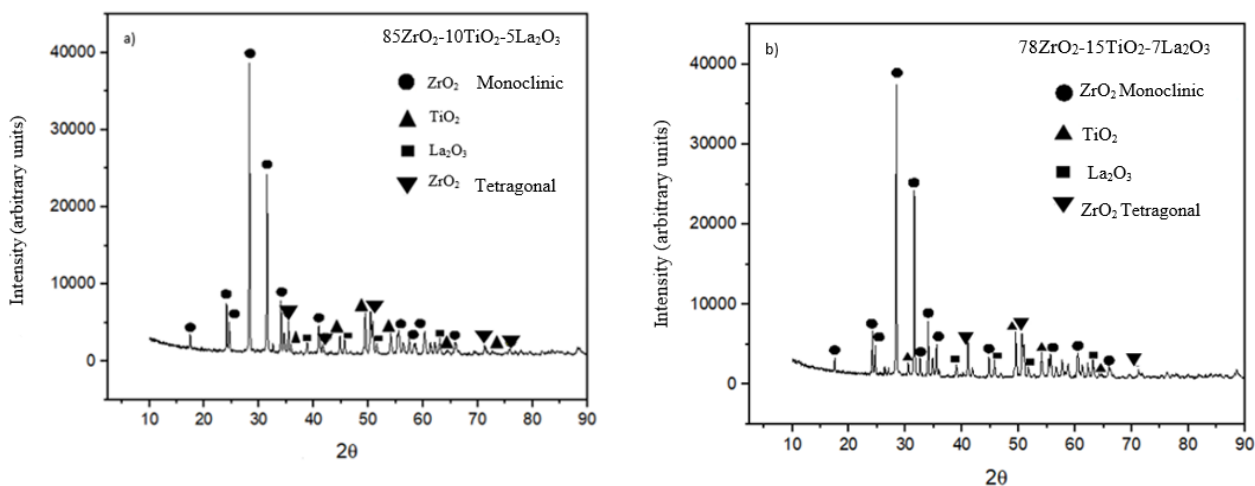 a)
85ZrO₂-10TiO₂-5La₂O₃
ZrO₂ Monoclinic
TiO₂
La₂O₃
ZrO₂ Tetragonal
Intensity (arbitrary units)
40000
30000
20000
10000
0
10 20 30 40 50 60 70 80 90
2θ
b)
78ZrO₂-15TiO₂-7La₂O₃
ZrO₂ Monoclinic
TiO₂
La₂O₃
ZrO₂ Tetragonal
Intensity (arbitrary units)
40000
30000
20000
10000
0
10 20 30 40 50 60 70 80 90
2θ